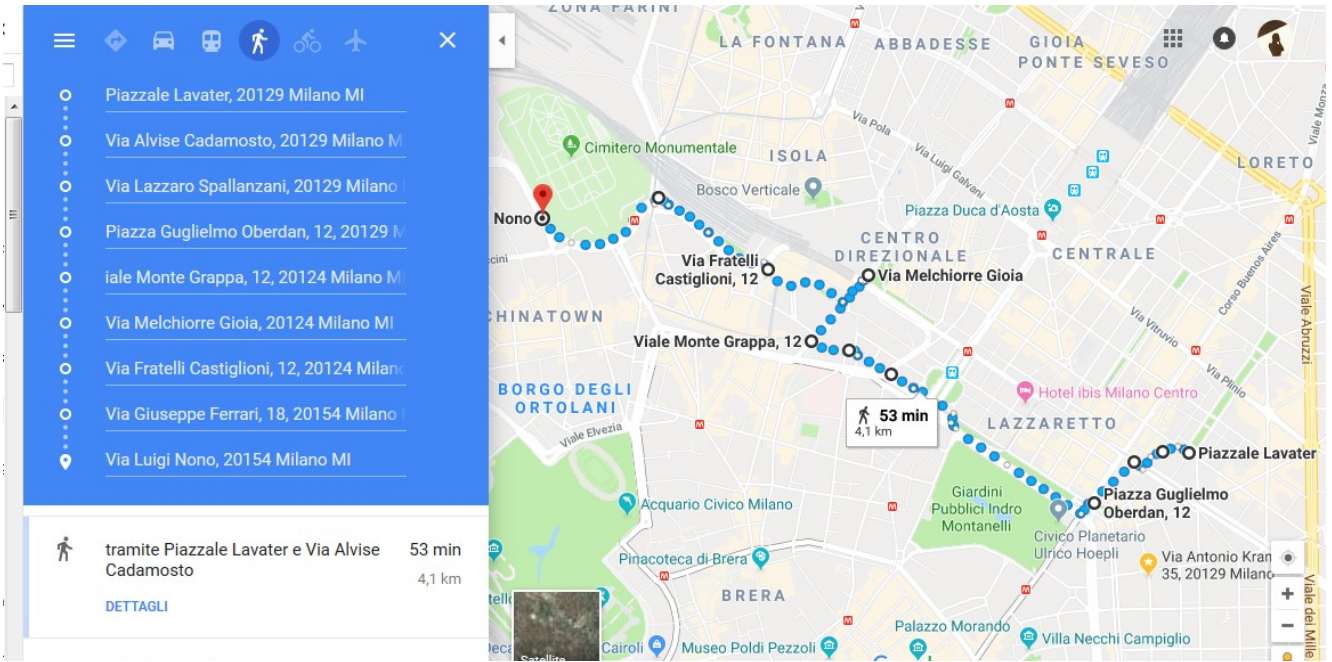 Piazzale Lavater, 20129 Milano MI
Via Alvise Cadamosto, 20129 Milano M
Via Lazzaro Spallanzani, 20129 Milano
Piazza Guglielmo Oberdan, 12, 20129 M
iale Monte Grappa, 12, 20124 Milano M
Via Melchiorre Gioia, 20124 Milano MI
Via Fratelli Castiglioni, 12, 20124 Milano
Via Giuseppe Ferrari, 18, 20154 Milano
Via Luigi Nono, 20154 Milano MI
tramite Piazzale Lavater e Via Alvise
Cadamosto
53 min
4,1 km
DETTAGLI
ZONA FARINI
LA FONTANA
ABBADESSE
GIOIA
PONTE SEVESO
Viale Monza
Via Pola
Cimitero Monumentale
ISOLA
Via Luigi Galvani
LORETO
Bosco Verticale
Nono
Piazza Duca d'Aosta
CENTRO
DIREZIONALE
CENTRALE
Corso Buenos Aires
Via Fratelli
Castiglioni, 12
Via Melchiorre Gioia
Viale Abruzzi
HINATOWN
Via Vitruvio
Viale Monte Grappa, 12
Via Plinio
BORGO DEGLI
ORTOLANI
Hotel ibis Milano Centro
53 min
4,1 km
LAZZARETTO
Viale Elvezia
Piazzale Lavater
Giardini
Pubblici Indro
Montanelli
Piazza Guglielmo
Oberdan, 12
Acquario Civico Milano
Civico Planetario
Ulrico Hoepli
Via Antonio Kran
35, 20129 Milano
Pinacoteca di Brera
BRERA
Viale dei Mille
Palazzo Morando
Villa Necchi Campiglio
Cairoli
Museo Poldi Pezzoli
Satellite